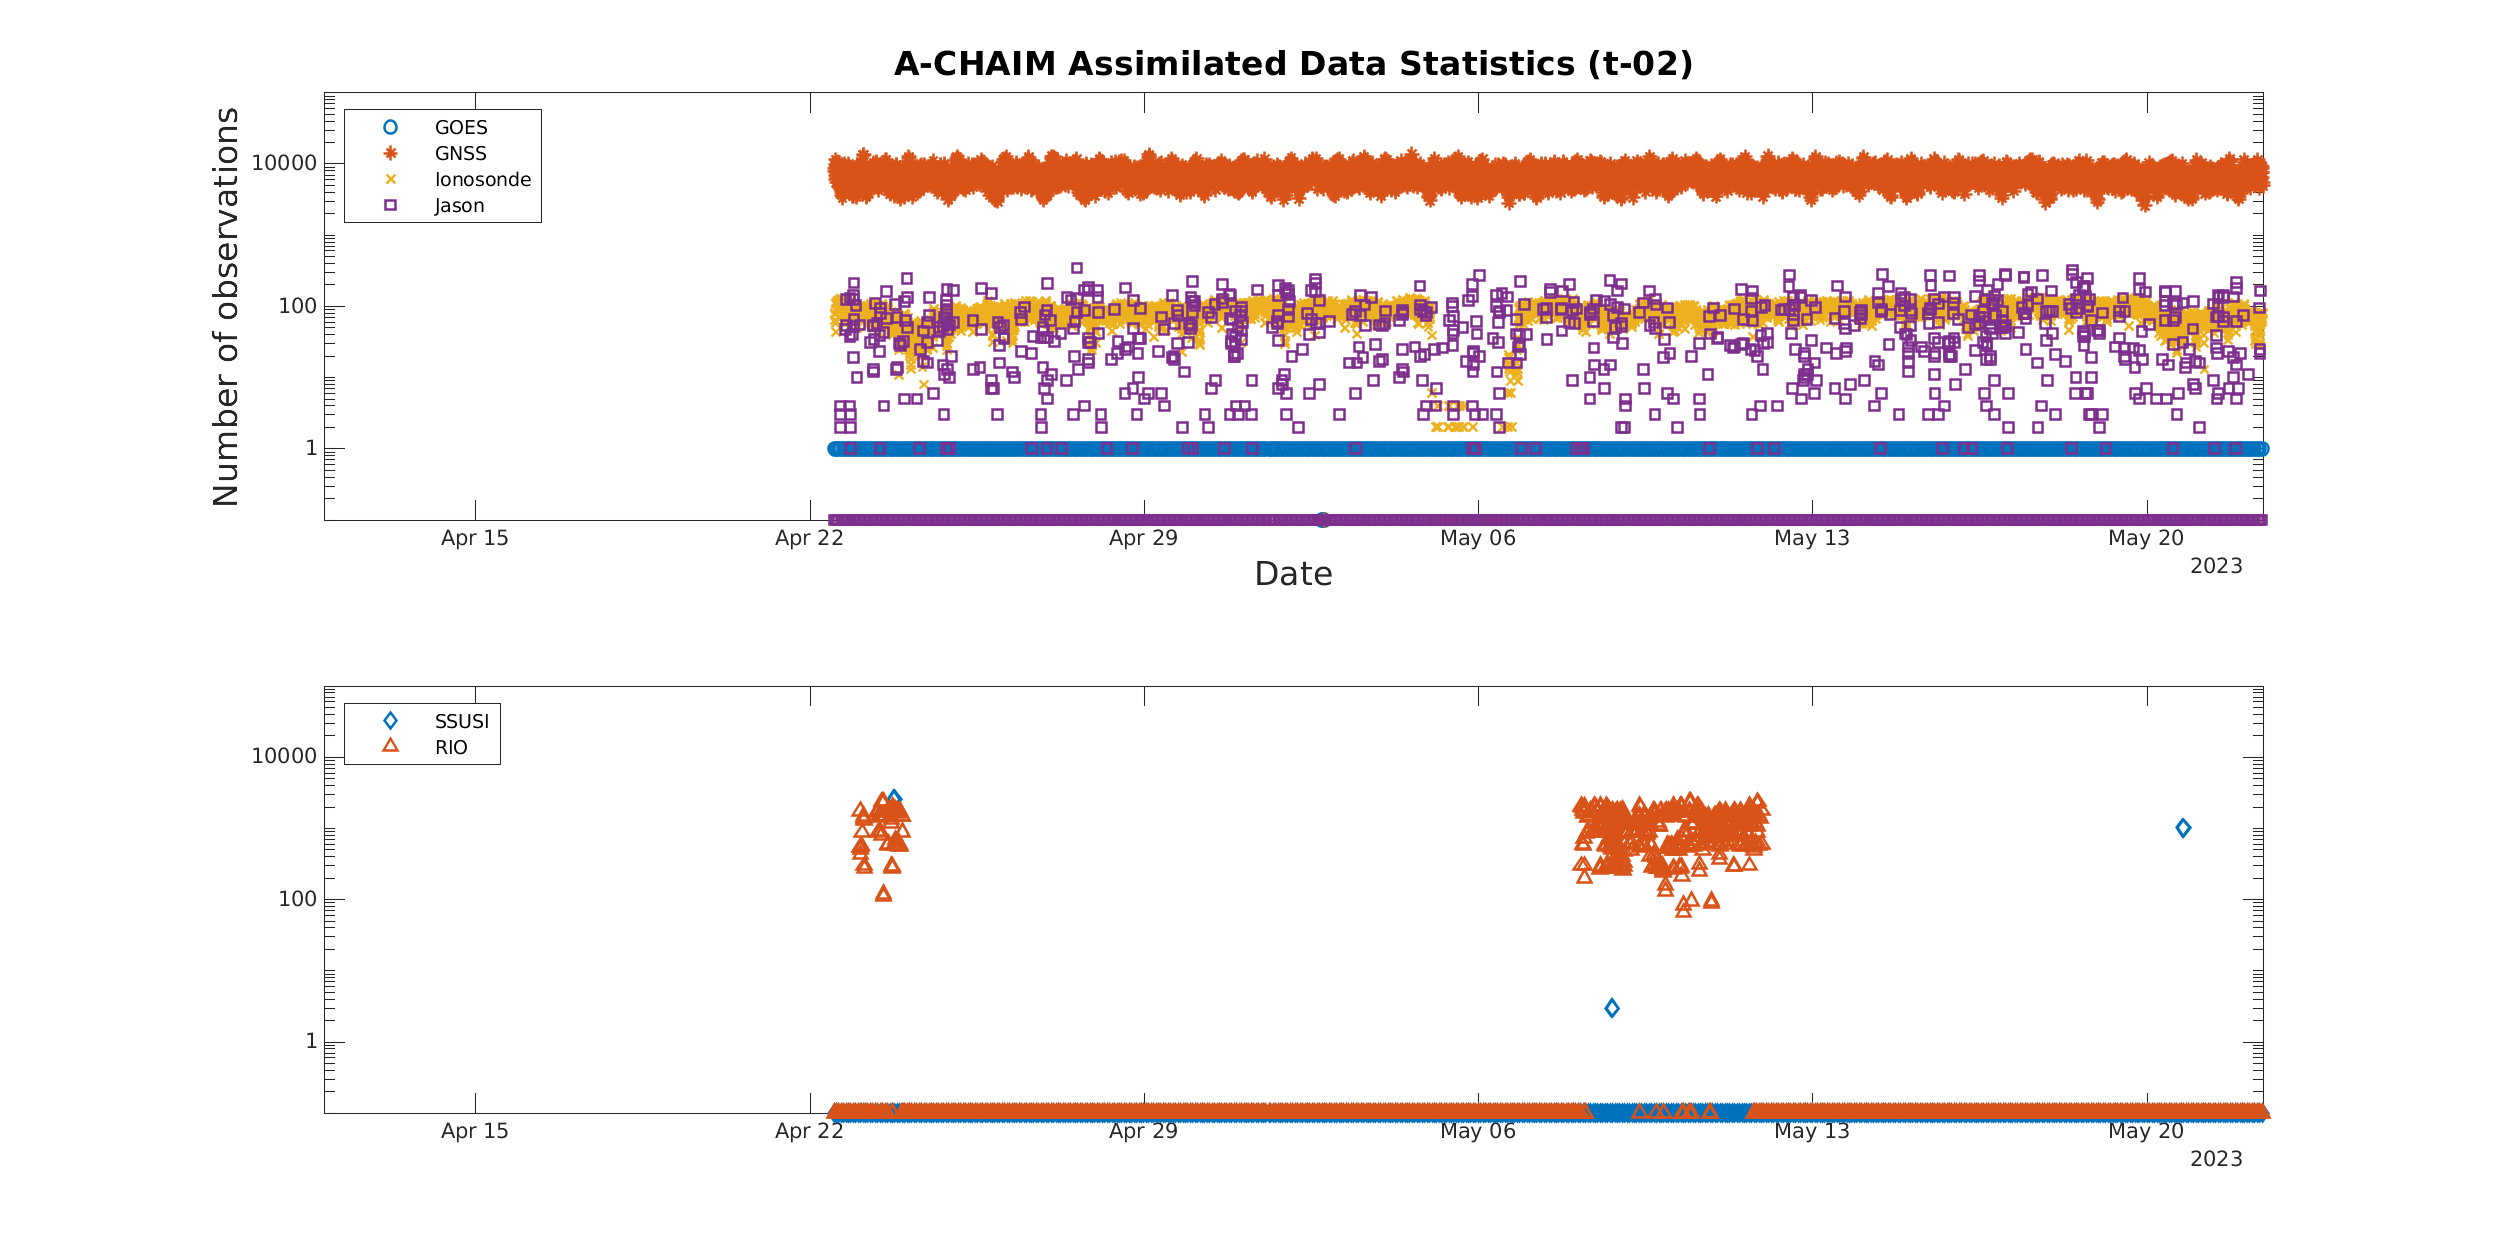 A-CHAIM Assimilated Data Statistics (t-02)
Number of observations
GOES
GNSS
Ionosonde
Jason
10000
100
1
Apr 15 Apr 22 Apr 29 May 06 May 13 May 20
2023
Date
SSUSI
RIO
10000
100
1
Apr 15 Apr 22 Apr 29 May 06 May 13 May 20
2023